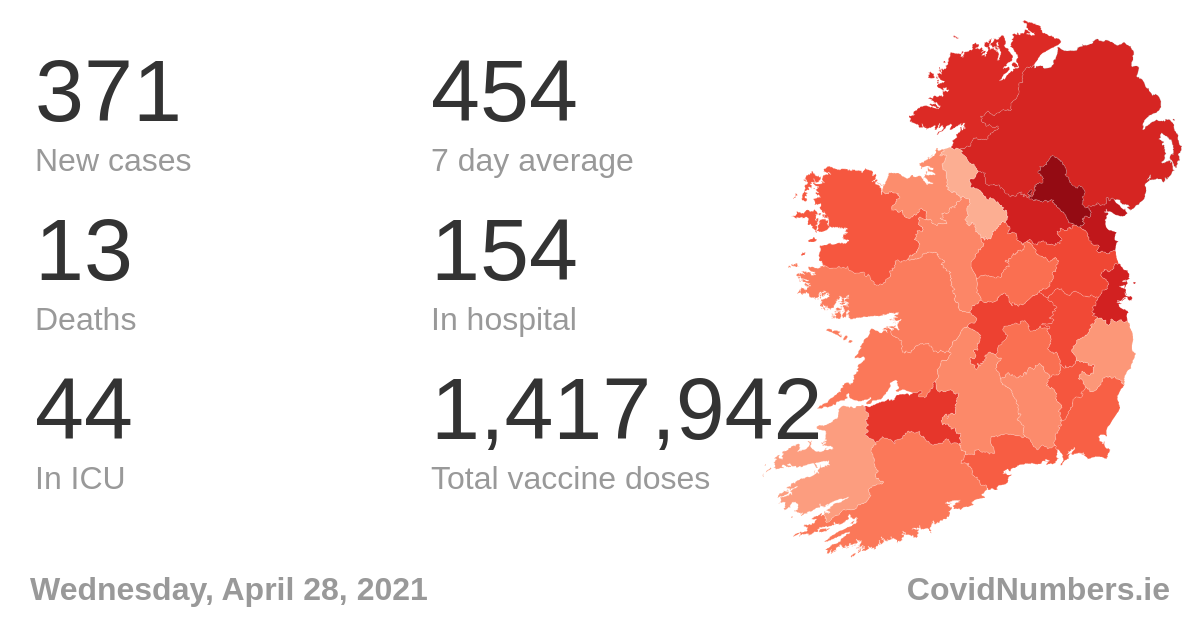 371
New cases
454
7 day average
13
Deaths
154
In hospital
44
In ICU
1,417,942
Total vaccine doses
Wednesday, April 28, 2021
CovidNumbers.ie